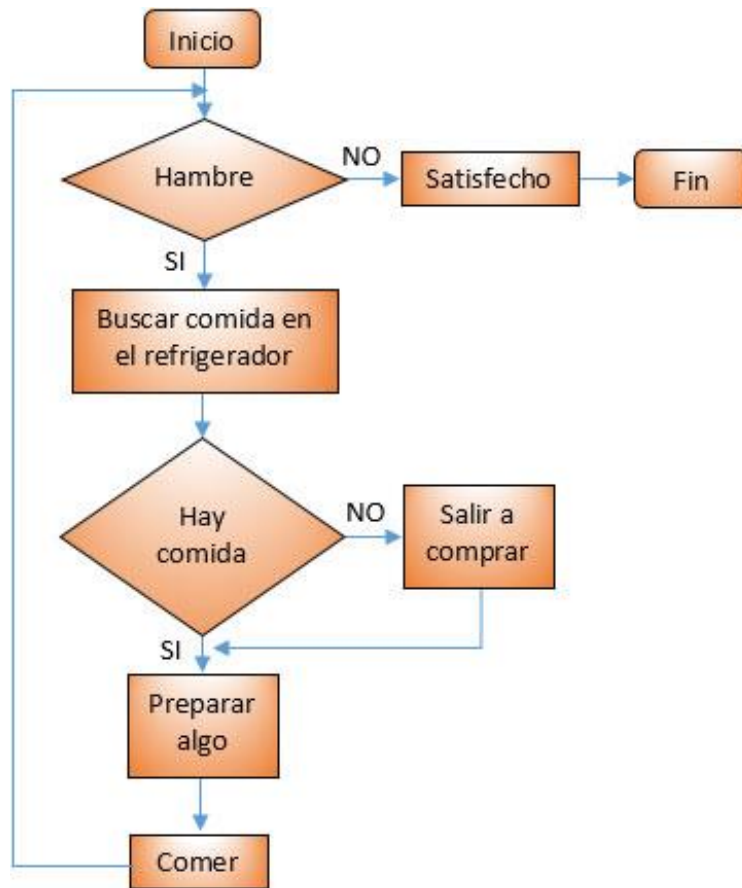 Inicio
Hambre
NO
Satisfecho
Fin
SI
Buscar comida en
el refrigerador
Hay
comida
NO
Salir a
comprar
SI
Preparar
algo
Comer